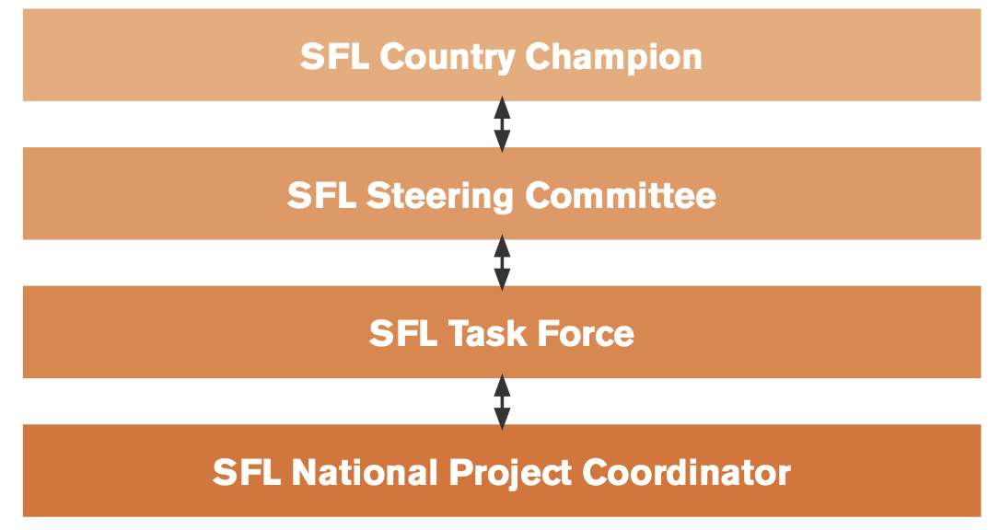 SFL Country Champion
SFL Steering Committee
SFL Task Force
SFL National Project Coordinator